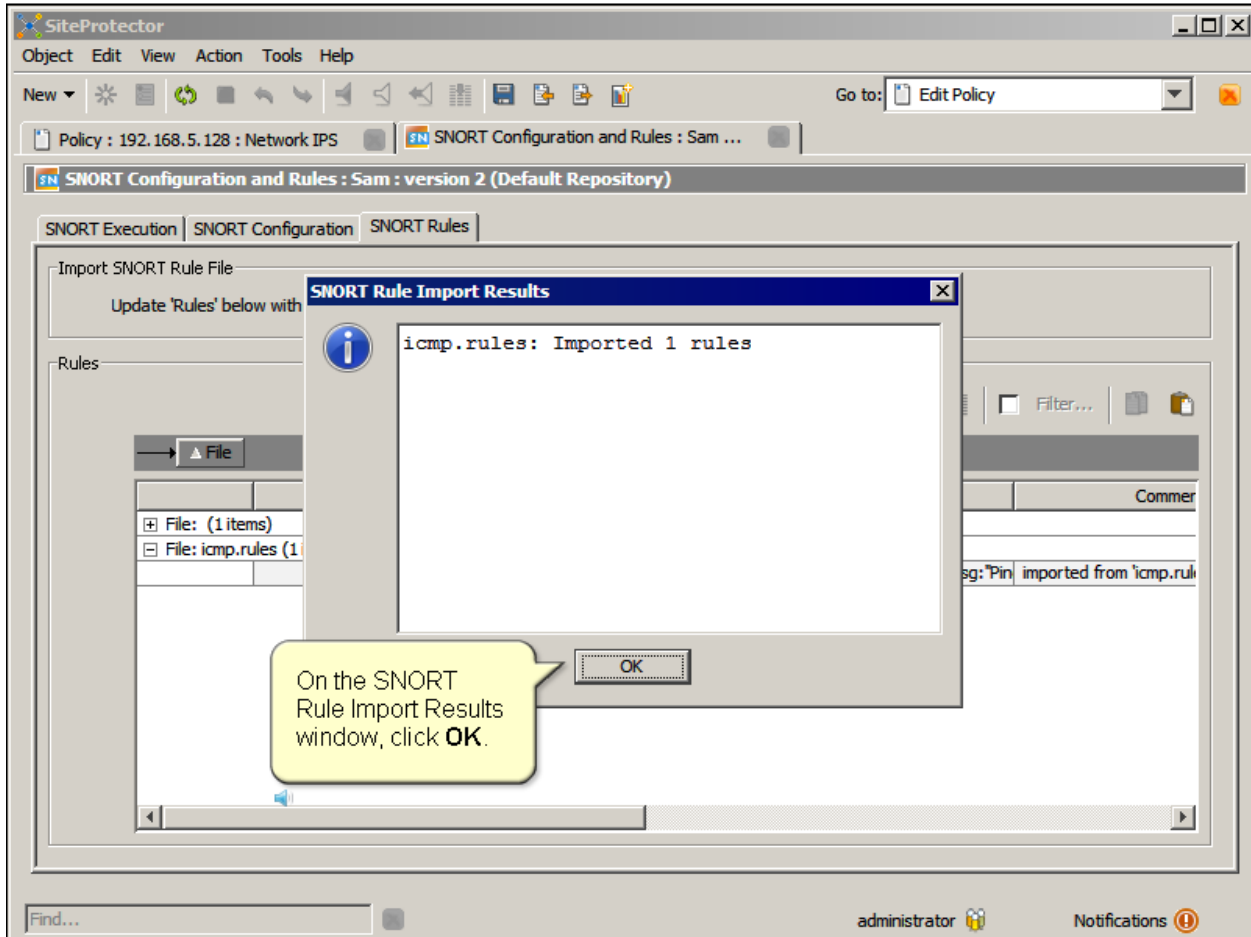 SiteProtector
Object Edit View Action Tools Help
New Go to: Edit Policy
Policy : 192.168.5.128 : Network IPS SNORT Configuration and Rules : Sam ...
SNORT Configuration and Rules : Sam : version 2 (Default Repository)
SNORT Execution SNORT Configuration SNORT Rules
Import SNORT Rule File
Update 'Rules' below with
SNORT Rule Import Results
icmp.rules: Imported 1 rules
Rules
Filter...
File
Commer
File: (1 items)
File: icmp.rules (1
sg:"Pin imported from 'icmp.rul
OK
On the SNORT
Rule Import Results
window, click OK.
Find... administrator Notifications